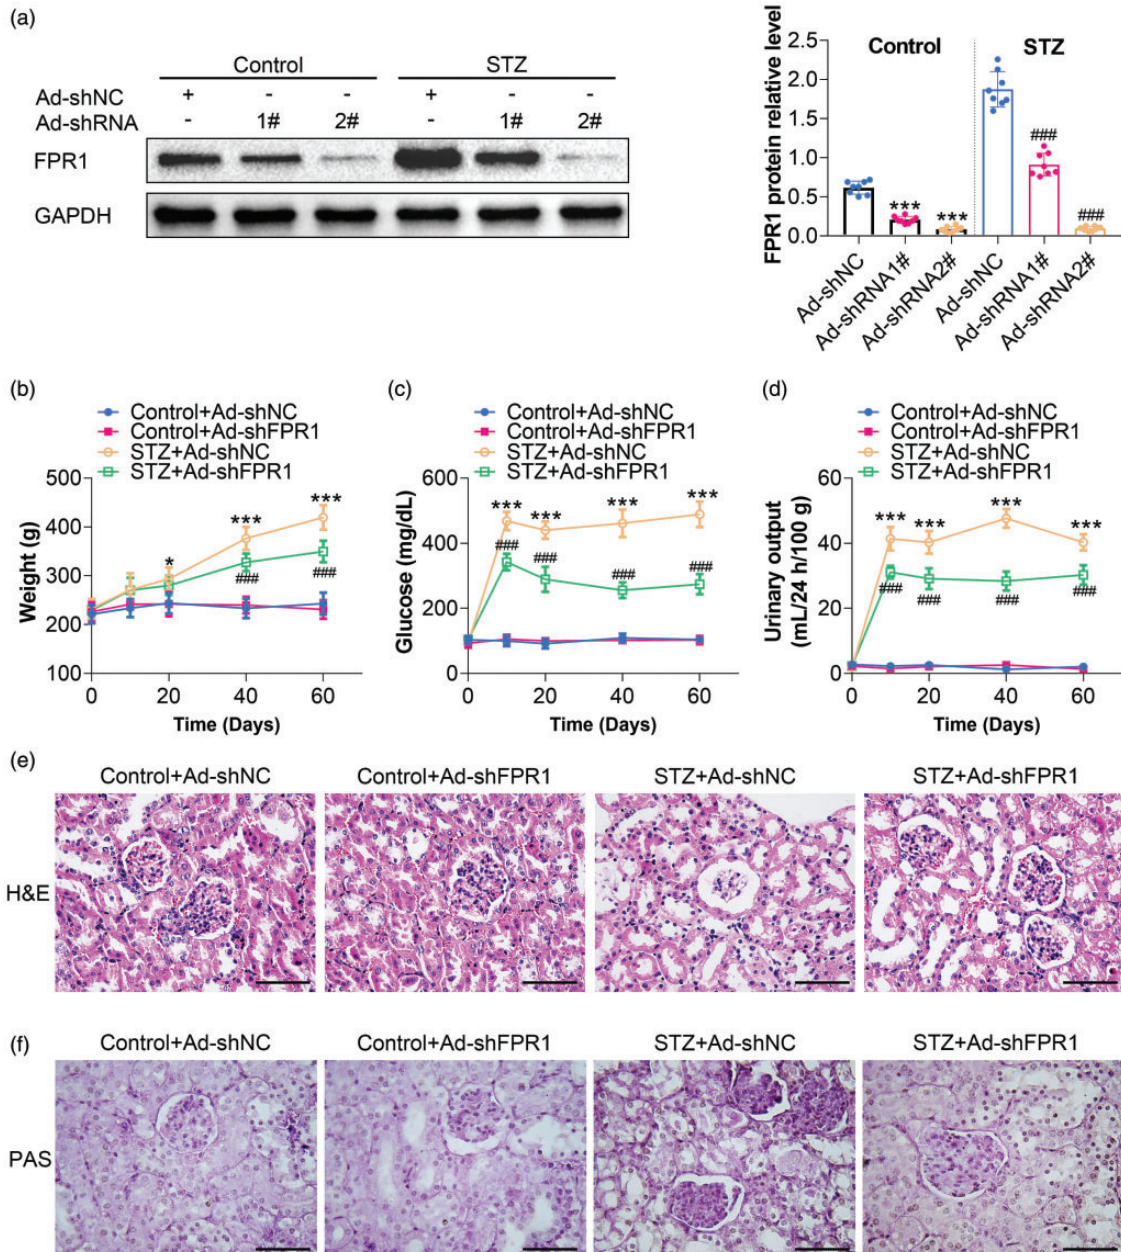 (a)
Control STZ
Ad-shNC + - - + - -
Ad-shRNA - 1# 2# - 1# 2#
FPR1
GAPDH
FPR1 protein relative level
2.5
2.0
1.5
1.0
0.5
0.0
Control STZ
*** *** ### ###
Ad-shNC
Ad-shRNA1#
Ad-shRNA2#
Ad-shNC
Ad-shRNA1#
Ad-shRNA2#
(b)
Control+Ad-shNC
Control+Ad-shFPR1
STZ+Ad-shNC
STZ+Ad-shFPR1
Weight (g)
500
400
300
200
100
* *** ***
### ###
0 20 40 60
Time (Days)
(c)
Control+Ad-shNC
Control+Ad-shFPR1
STZ+Ad-shNC
STZ+Ad-shFPR1
Glucose (mg/dL)
600
400
200
0
*** *** *** ***
### ### ### ###
0 20 40 60
Time (Days)
(d)
Control+Ad-shNC
Control+Ad-shFPR1
STZ+Ad-shNC
STZ+Ad-shFPR1
Urinary output
(mL/24 h/100 g)
60
40
20
0
*** *** *** ***
### ### ### ###
0 20 40 60
Time (Days)
(e)
Control+Ad-shNC Control+Ad-shFPR1 STZ+Ad-shNC STZ+Ad-shFPR1
H&E
(f)
Control+Ad-shNC Control+Ad-shFPR1 STZ+Ad-shNC STZ+Ad-shFPR1
PAS